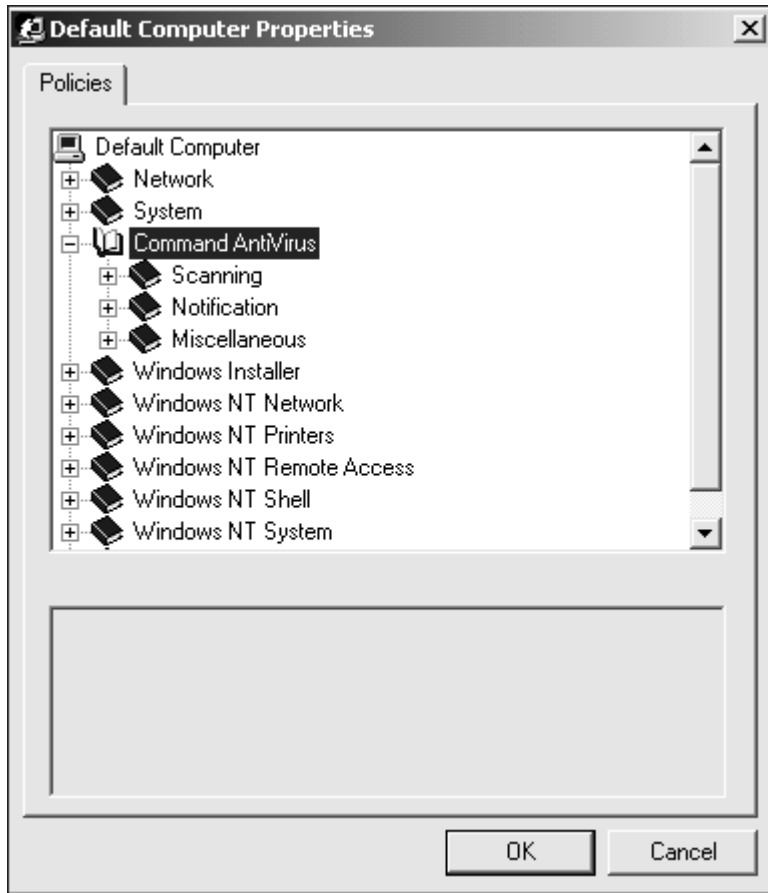 Default Computer Properties
Policies
Default Computer
Network
System
Command AntiVirus
Scanning
Notification
Miscellaneous
Windows Installer
Windows NT Network
Windows NT Printers
Windows NT Remote Access
Windows NT Shell
Windows NT System
OK
Cancel